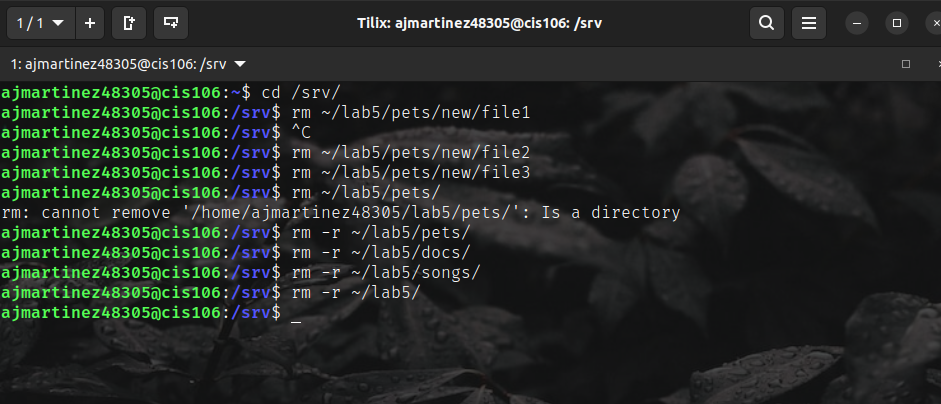 1 / 1
Tilix: ajmartinez48305@cis106: /srv
1: ajmartinez48305@cis106: /srv
ajmartinez48305@cis106:~$ cd /srv/
ajmartinez48305@cis106:/srv$ rm ~/lab5/pets/new/file1
ajmartinez48305@cis106:/srv$ ^C
ajmartinez48305@cis106:/srv$ rm ~/lab5/pets/new/file2
ajmartinez48305@cis106:/srv$ rm ~/lab5/pets/new/file3
ajmartinez48305@cis106:/srv$ rm ~/lab5/pets/
rm: cannot remove '/home/ajmartinez48305/lab5/pets/': Is a directory
ajmartinez48305@cis106:/srv$ rm -r ~/lab5/pets/
ajmartinez48305@cis106:/srv$ rm -r ~/lab5/docs/
ajmartinez48305@cis106:/srv$ rm -r ~/lab5/songs/
ajmartinez48305@cis106:/srv$ rm -r ~/lab5/
ajmartinez48305@cis106:/srv$ _